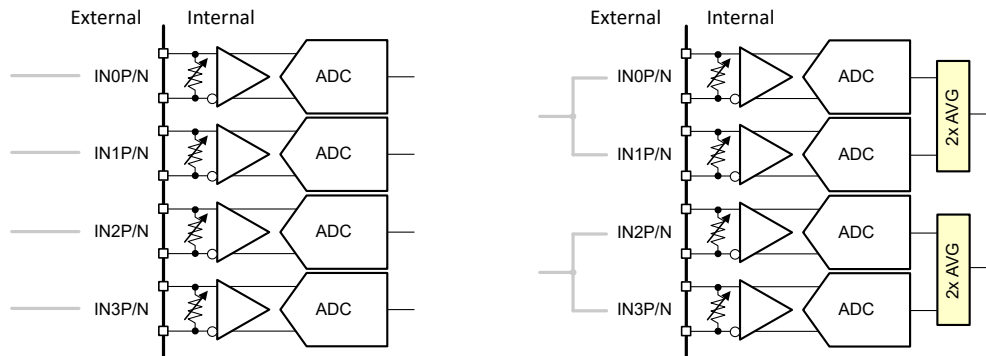 External Internal
IN0P/N ADC
IN1P/N ADC
IN2P/N ADC
IN3P/N ADC
External Internal
IN0P/N ADC
2x AVG
IN1P/N ADC
IN2P/N ADC
2x AVG
IN3P/N ADC